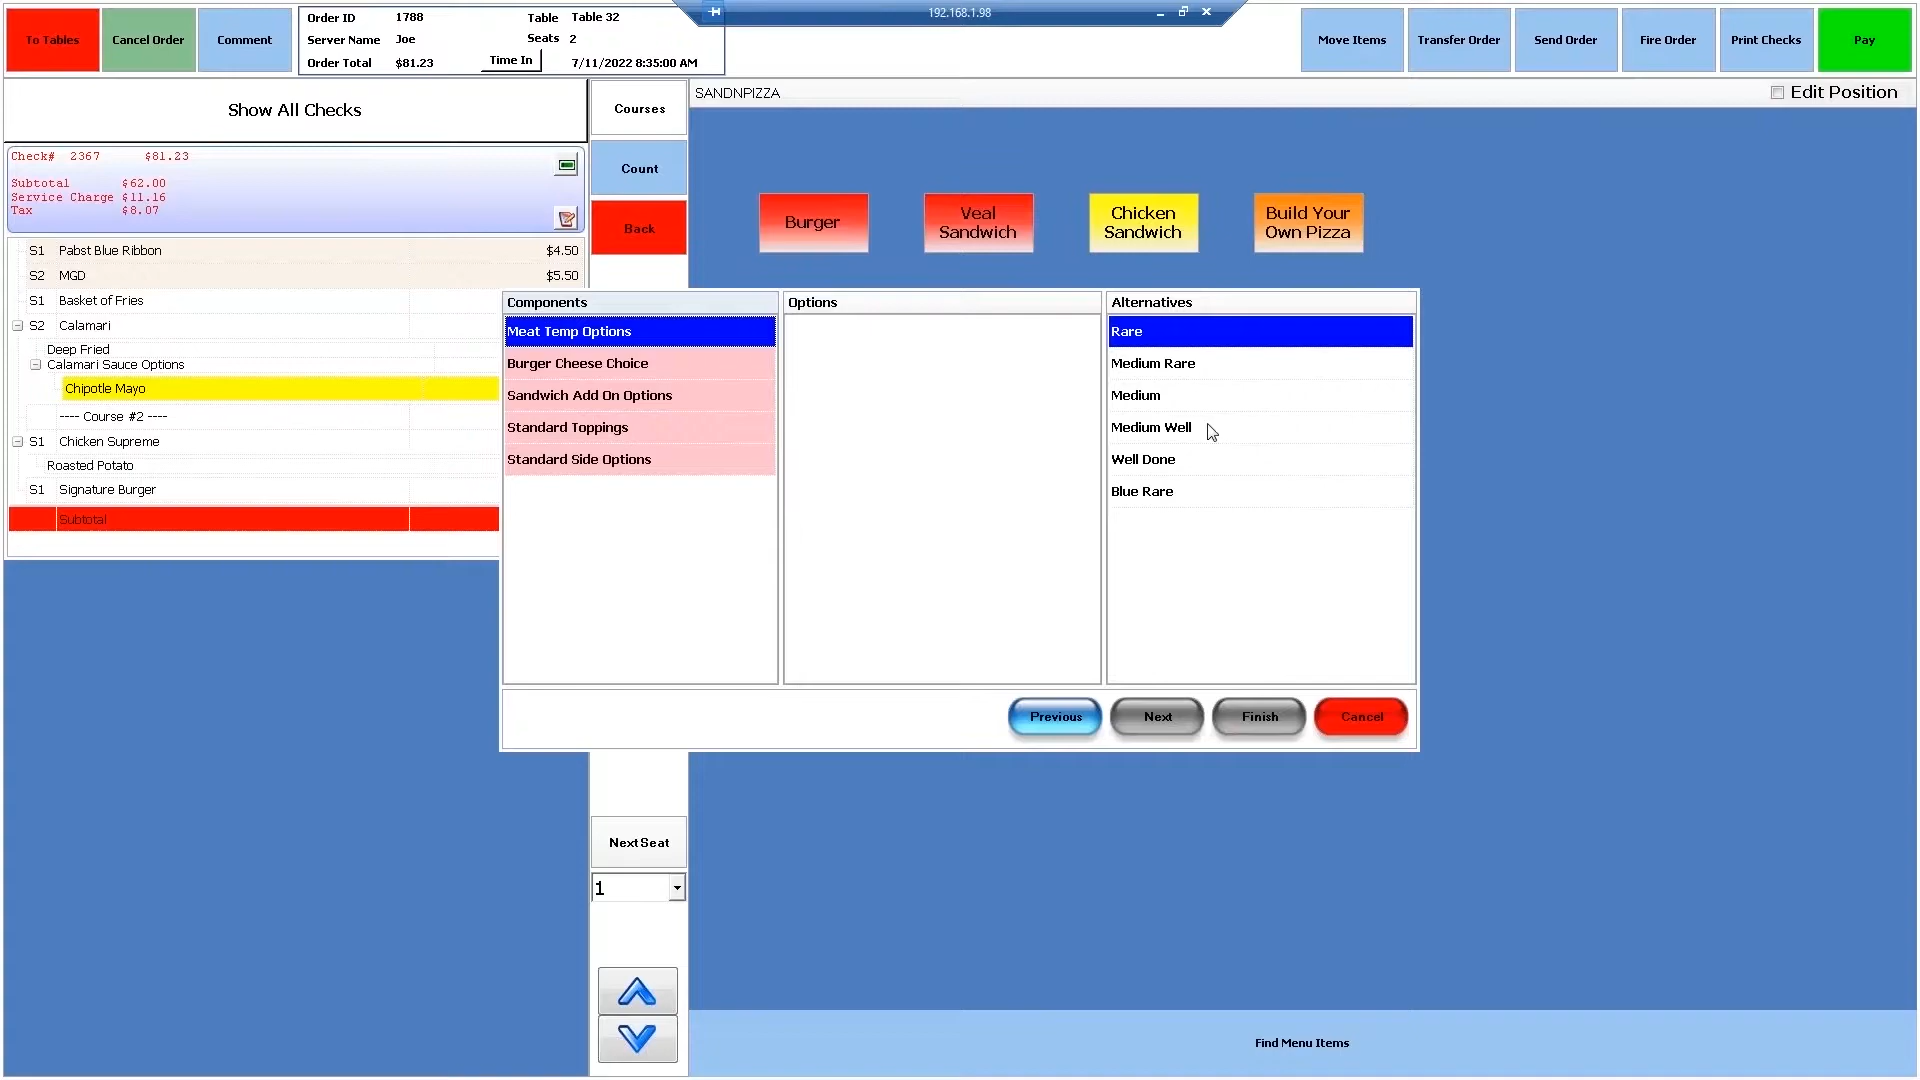 To Tables
Cancel Order
Comment
Order ID 1788
Server Name Joe
Order Total $81.23
Table Table 32
Seats 2
Time In 7/11/2022 8:35:00 AM
192.168.1.98
Move Items
Transfer Order
Send Order
Fire Order
Print Checks
Pay
Show All Checks
Check# 2367 $81.23
Subtotal $62.00
Service Charge $11.16
Tax $8.07
S1 Pabst Blue Ribbon $4.50
S2 MGD $5.50
S1 Basket of Fries
S2 Calamari
Deep Fried
Calamari Sauce Options
Chipotle Mayo
---- Course #2 ----
S1 Chicken Supreme
Roasted Potato
S1 Signature Burger
Subtotal
Courses
Count
Back
Next Seat
1
SANDNPIZZA
Edit Position
Burger
Veal
Sandwich
Chicken
Sandwich
Build Your
Own Pizza
Components
Meat Temp Options
Burger Cheese Choice
Sandwich Add On Options
Standard Toppings
Standard Side Options
Options
Alternatives
Rare
Medium Rare
Medium
Medium Well
Well Done
Blue Rare
Previous
Next
Finish
Cancel
Find Menu Items